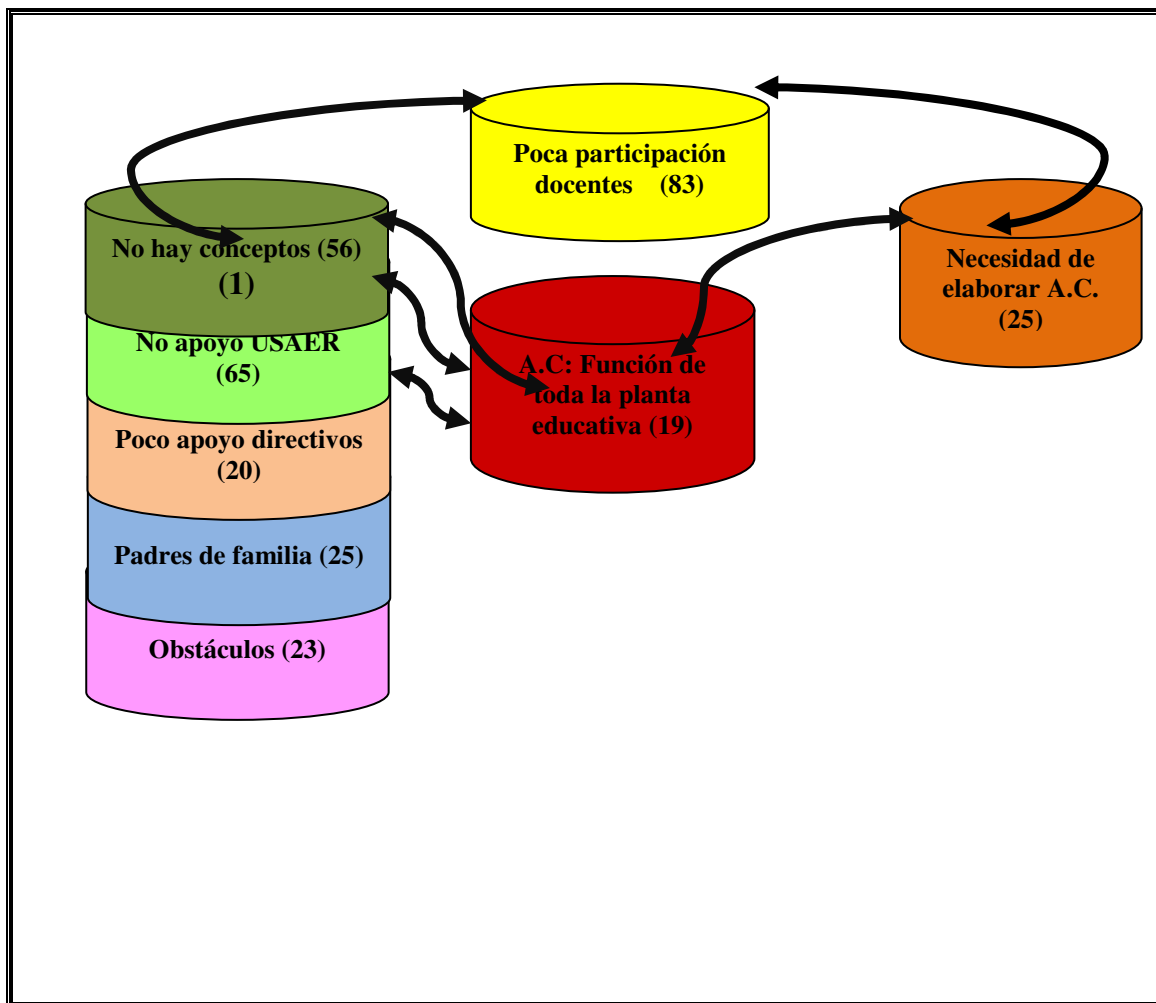 Poca participación
docentes (83)
No hay conceptos (56)
(1)
No apoyo USAER
(65)
Poco apoyo directivos
(20)
Padres de familia (25)
Obstáculos (23)
A.C: Función de
toda la planta
educativa (19)
Necesidad de
elaborar A.C.
(25)